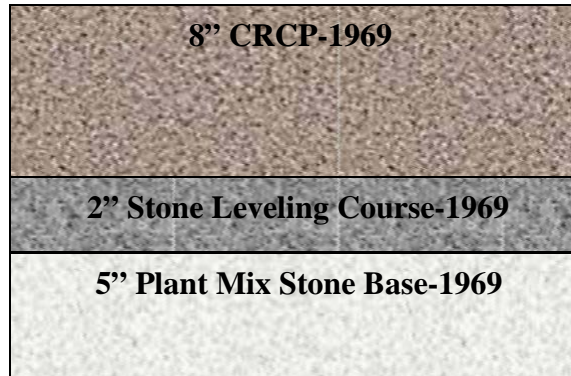 8” CRCP-1969
2” Stone Leveling Course-1969
5” Plant Mix Stone Base-1969